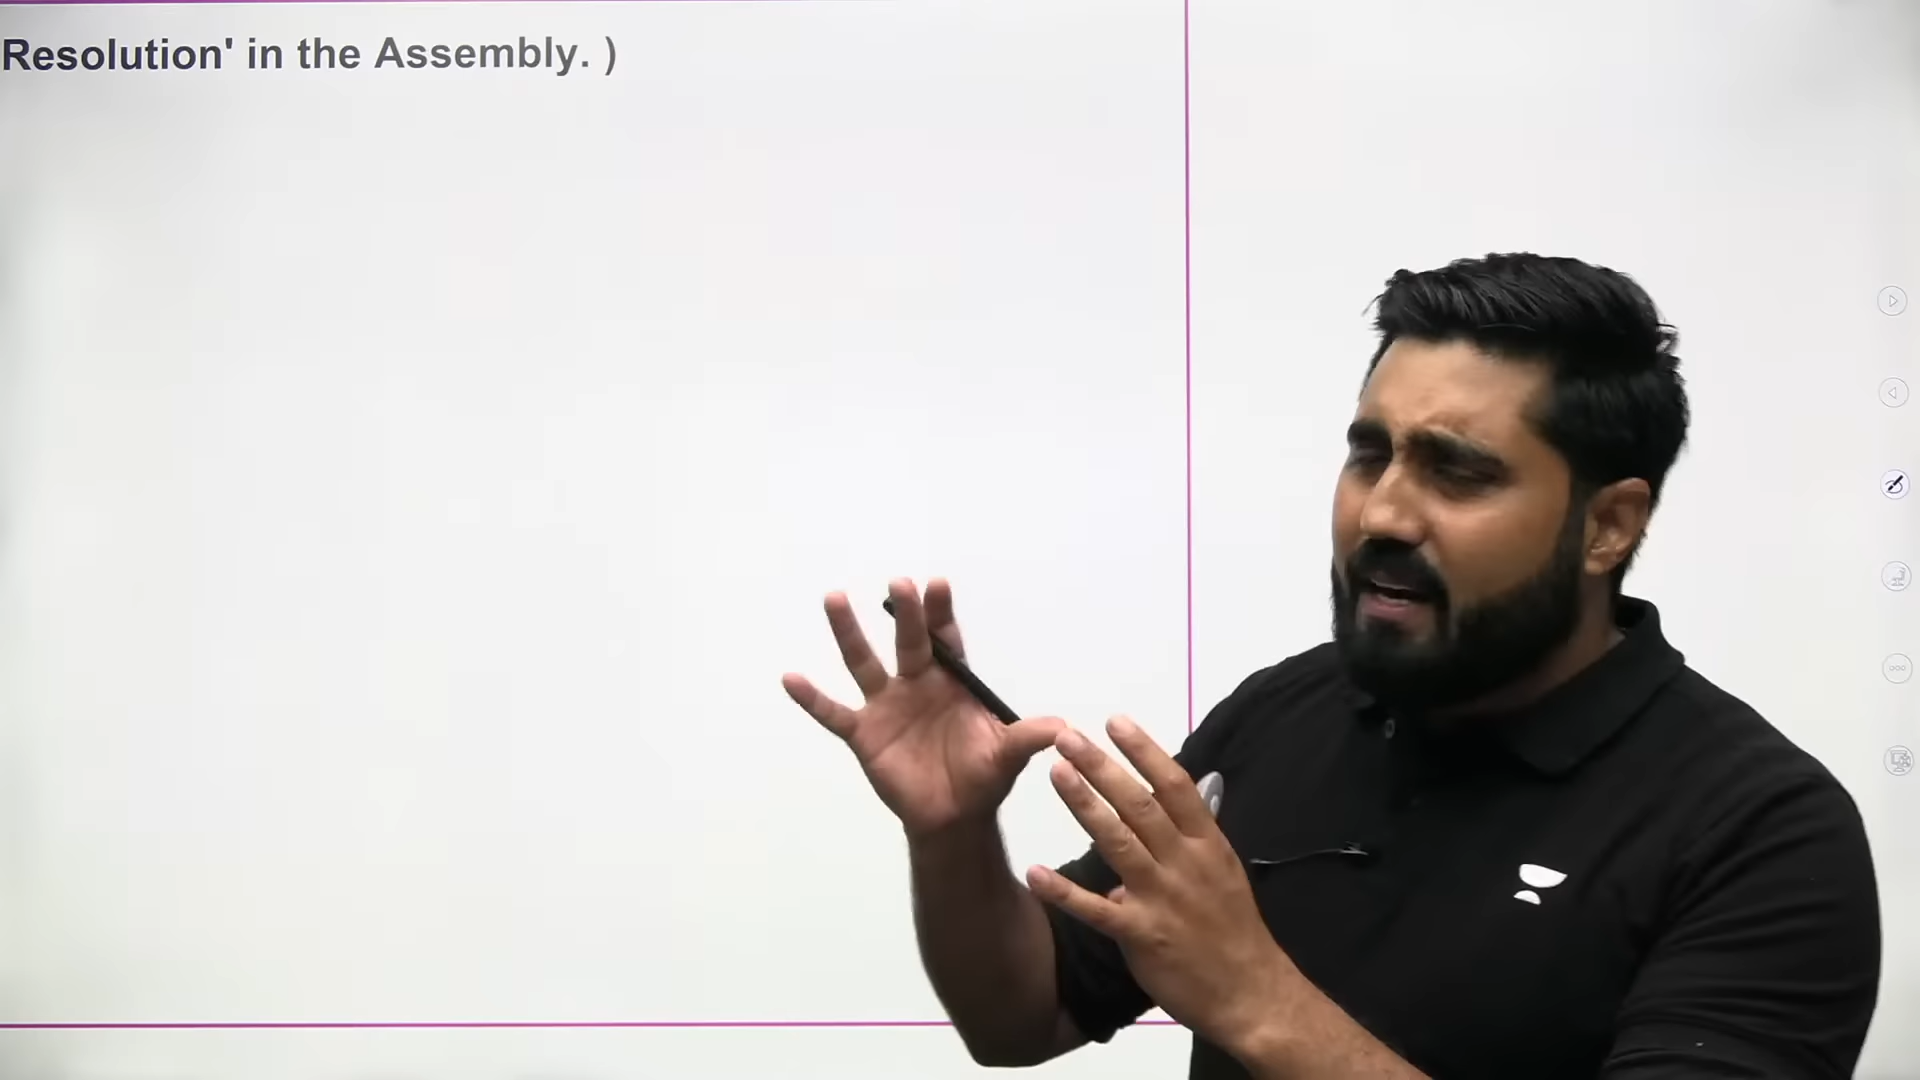 Resolution' in the Assembly. )